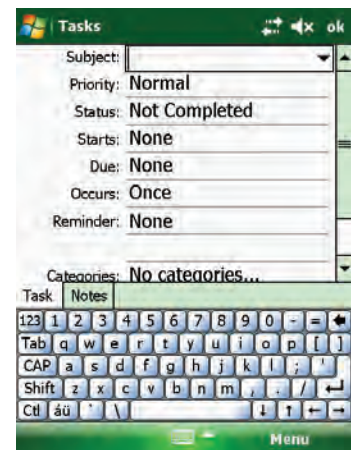 Tasks ok
Subject:
Priority: Normal
Status: Not Completed
Starts: None
Due: None
Occurs: Once
Reminder: None
Categories: No categories...
Task Notes
123 1 2 3 4 5 6 7 8 9 0 - =
Tab q w e r t y u i o p [ ]
CAP a s d f g h j k l ; '
Shift z x c v b n m , . /
Ctl áü ` \
Menu